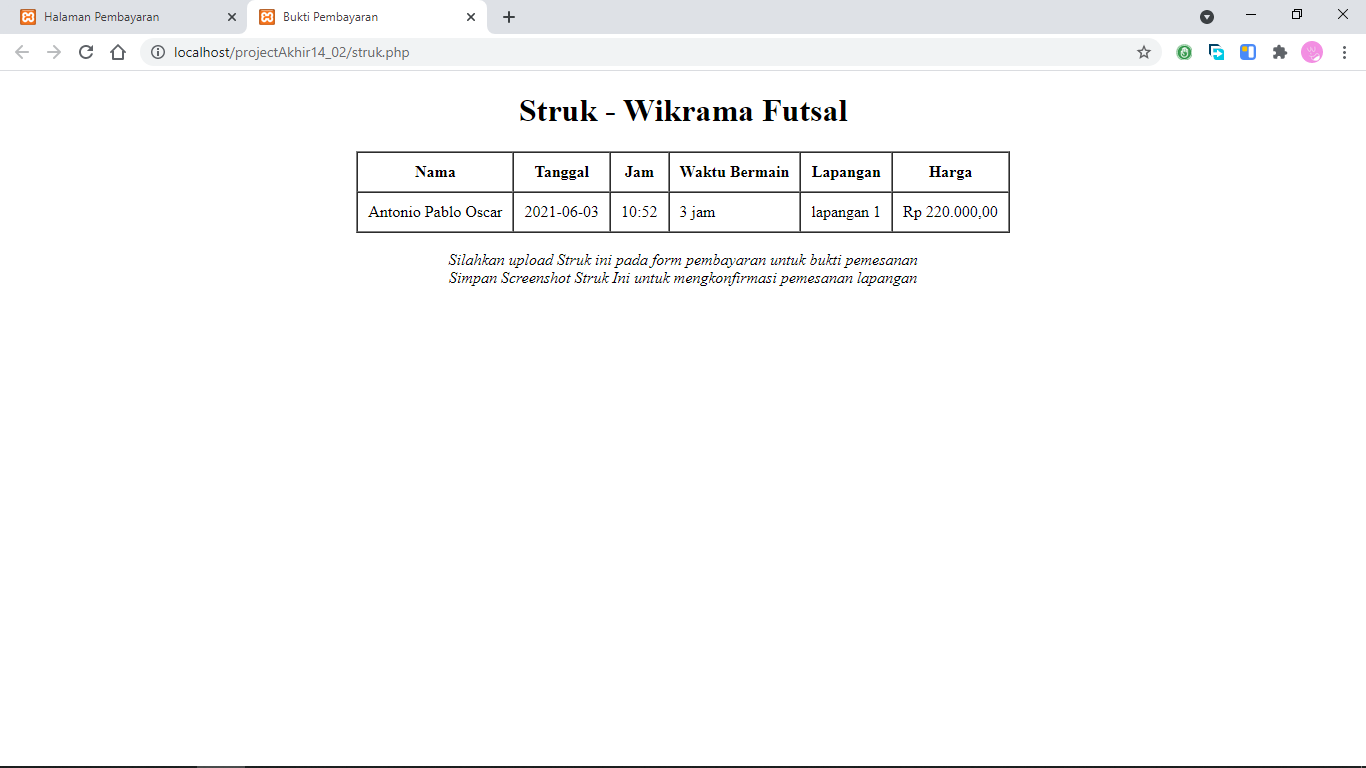 Halaman Pembayaran
Bukti Pembayaran
localhost/projectAkhir14_02/struk.php
Struk - Wikrama Futsal
Nama Tanggal Jam Waktu Bermain Lapangan Harga
Antonio Pablo Oscar 2021-06-03 10:52 3 jam lapangan 1 Rp 220.000,00
Silahkan upload Struk ini pada form pembayaran untuk bukti pemesanan
Simpan Screenshot Struk Ini untuk mengkonfirmasi pemesanan lapangan